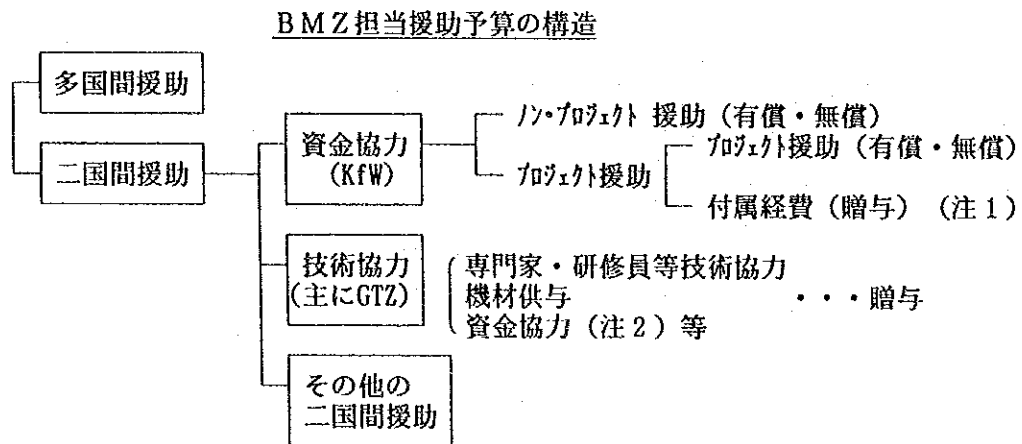 BMZ担当援助予算の構造
多国間援助
二国間援助
資金協力
(KfW)
ノン・プロジェクト 援助 (有償・無償)
プロジェクト援助
プロジェクト援助 (有償・無償)
付属経費 (贈与) (注1)
技術協力
(主にGTZ)
専門家・研修員等技術協力
機材供与 ・・・贈与
資金協力 (注2) 等
その他の
二国間援助